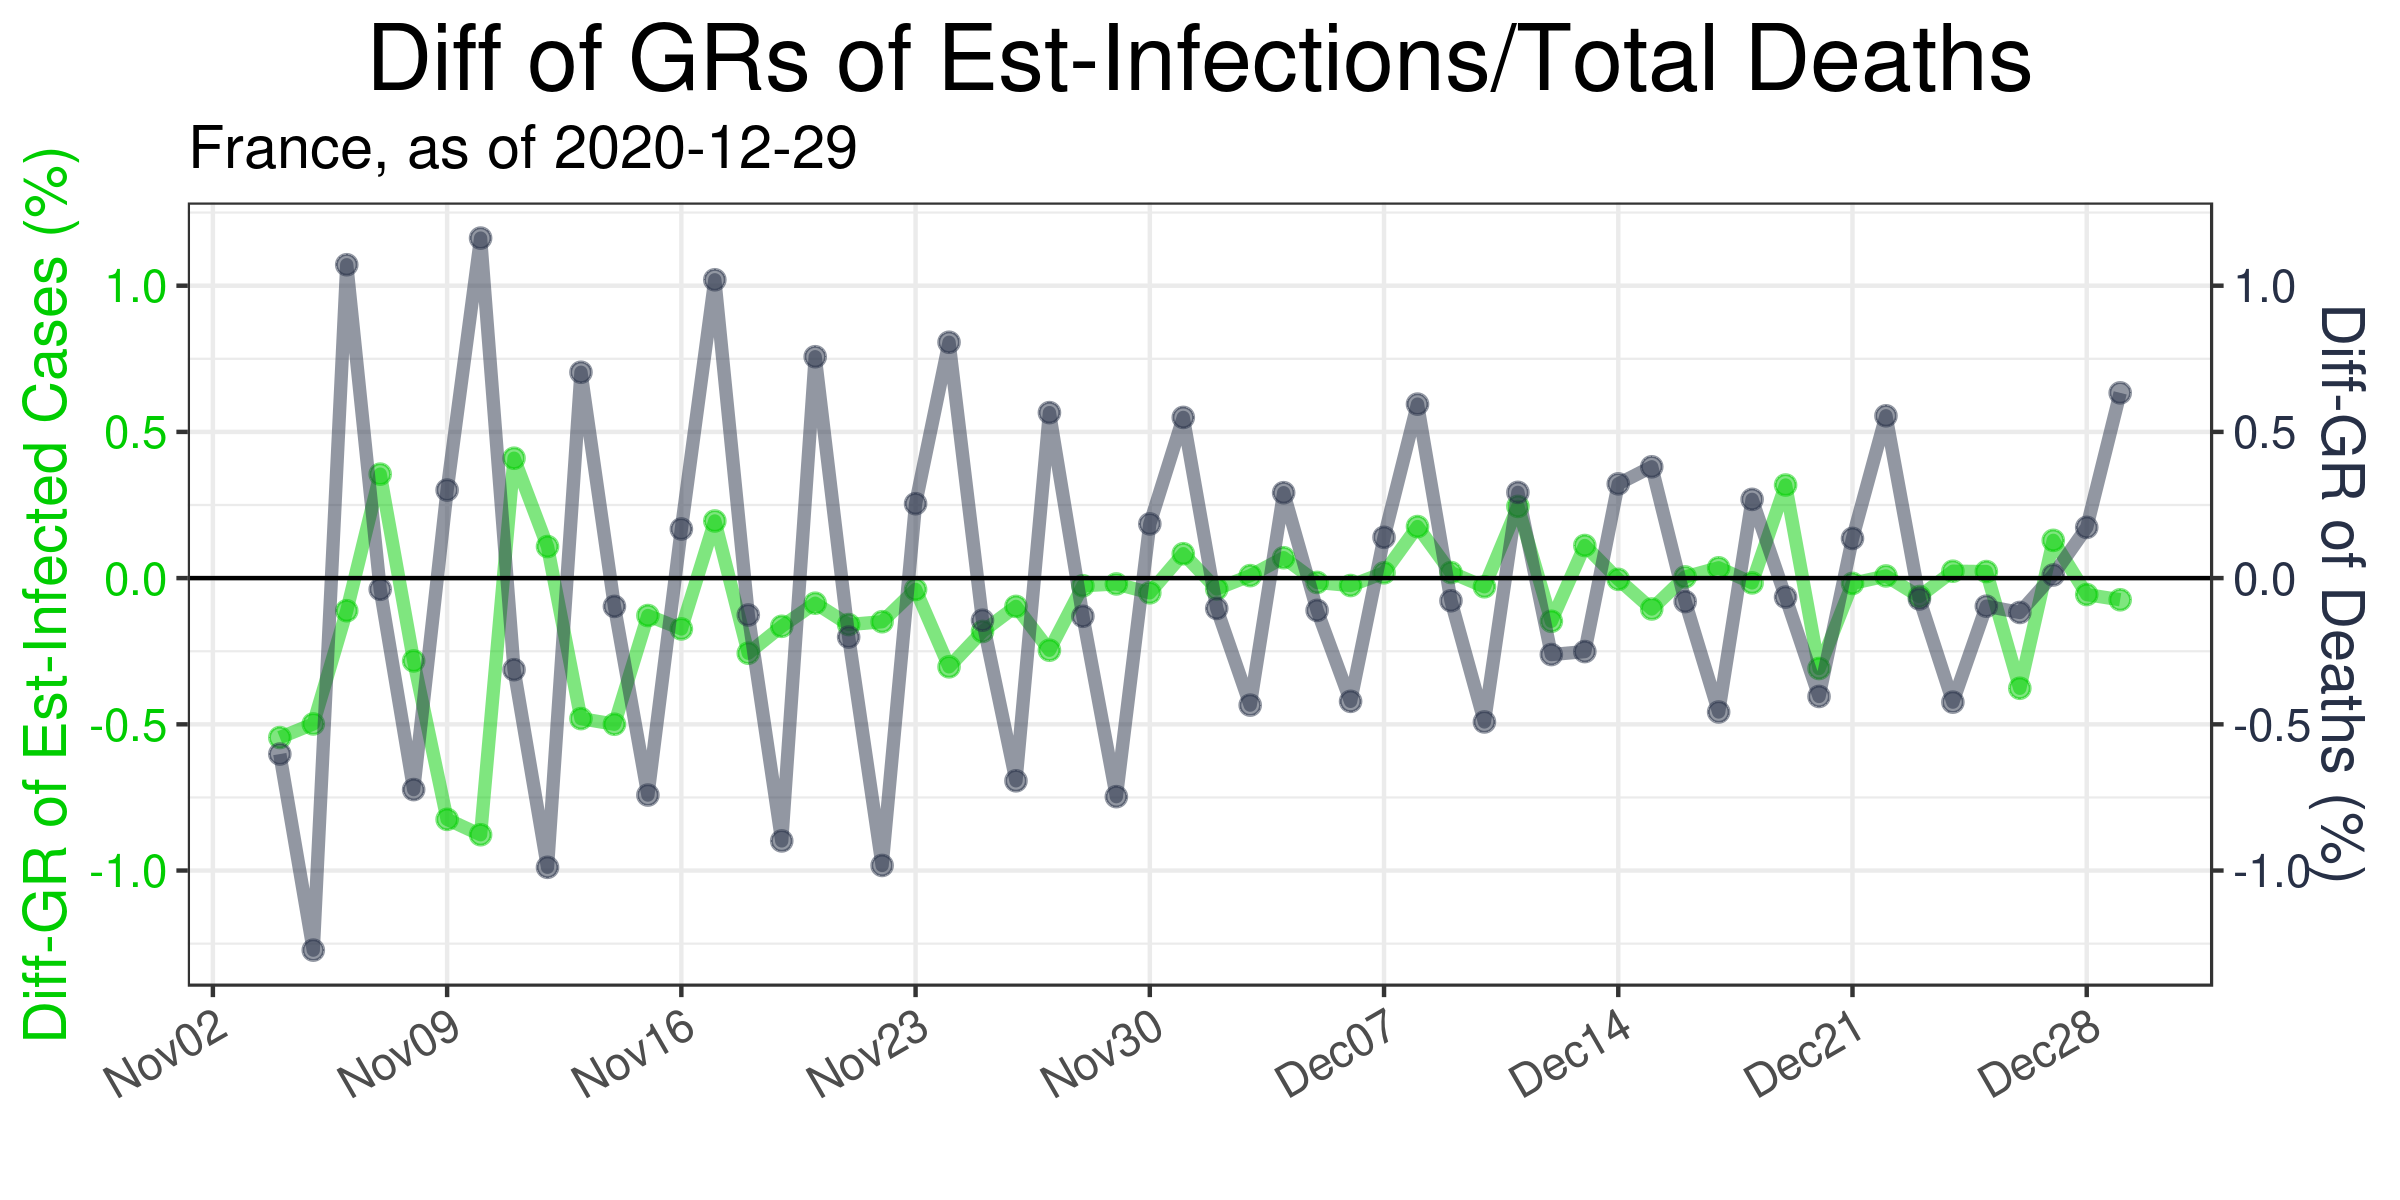 Diff of GRs of Est-Infections/Total Deaths
France, as of 2020-12-29
Diff-GR of Est-Infected Cases (%)
1.0
0.5
0.0
-0.5
-1.0
1.0
0.5
0.0
-0.5
-1.0
Diff-GR of Deaths (%)
Nov02
Nov09
Nov16
Nov23
Nov30
Dec07
Dec14
Dec21
Dec28